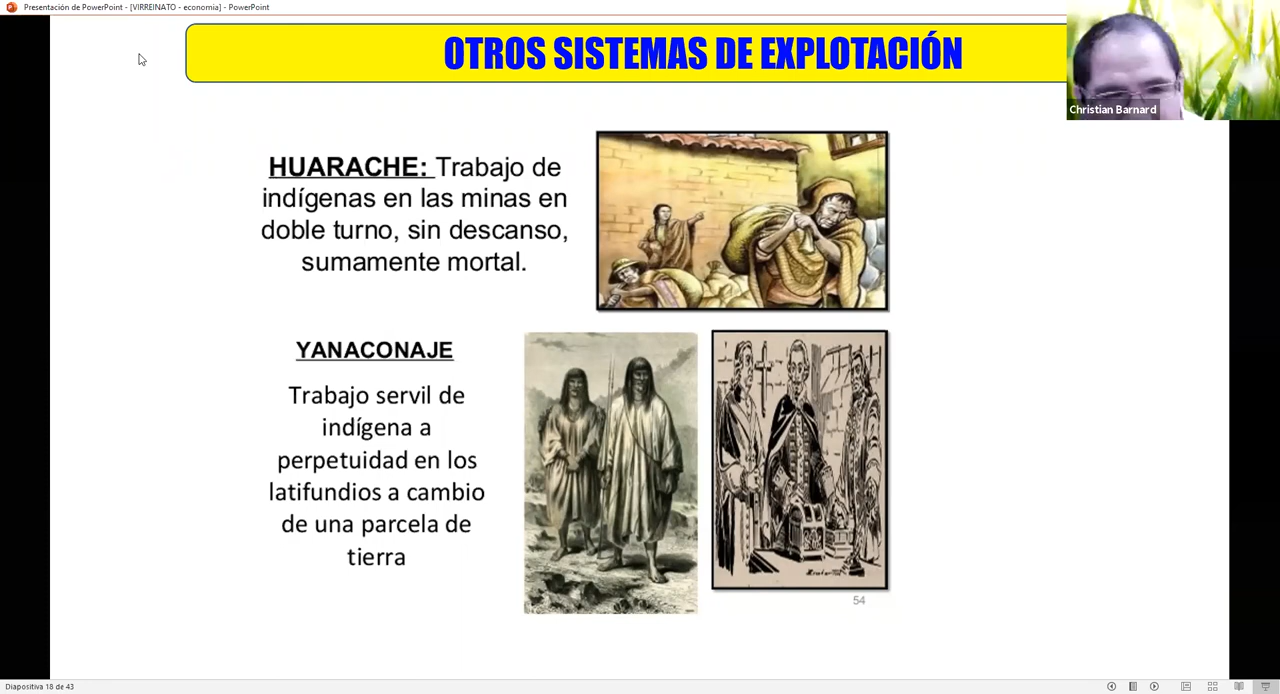 Presentación de PowerPoint - [VIRREINATO - economia] - PowerPoint
OTROS SISTEMAS DE EXPLOTACIÓN
Christian Barnard
HUARACHE: Trabajo de
indígenas en las minas en
doble turno, sin descanso,
sumamente mortal.
YANACONAJE
Trabajo servil de
indígena a
perpetuidad en los
latifundios a cambio
de una parcela de
tierra
54
Diapositiva 18 de 43